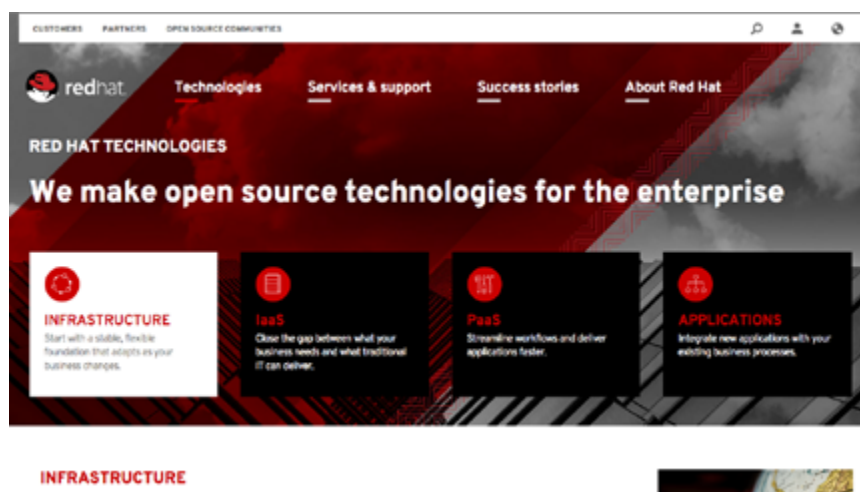 CUSTOMERS PARTNERS OPEN SOURCE COMMUNITIES
redhat. Technologies Services & support Success stories About Red Hat
RED HAT TECHNOLOGIES
We make open source technologies for the enterprise
INFRASTRUCTURE
Start with a stable, flexible
foundation that adapts as your
business changes.
IaaS
Close the gap between what your
business needs and what traditional
IT can deliver.
PaaS
Streamline workflows and deliver
applications faster.
APPLICATIONS
Integrate new applications with your
existing business processes.
INFRASTRUCTURE